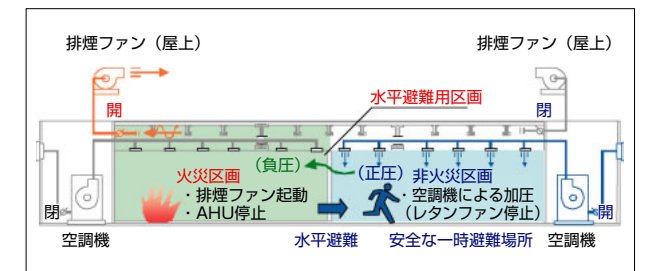 排煙ファン（屋上）
排煙ファン（屋上）
開
水平避難用区画
閉
（負圧）
（正圧）
火災区画
・排煙ファン起動
・AHU停止
非火災区画
・空調機による加圧
（レタンファン停止）
閉
開
空調機
水平避難
安全な一時避難場所
空調機